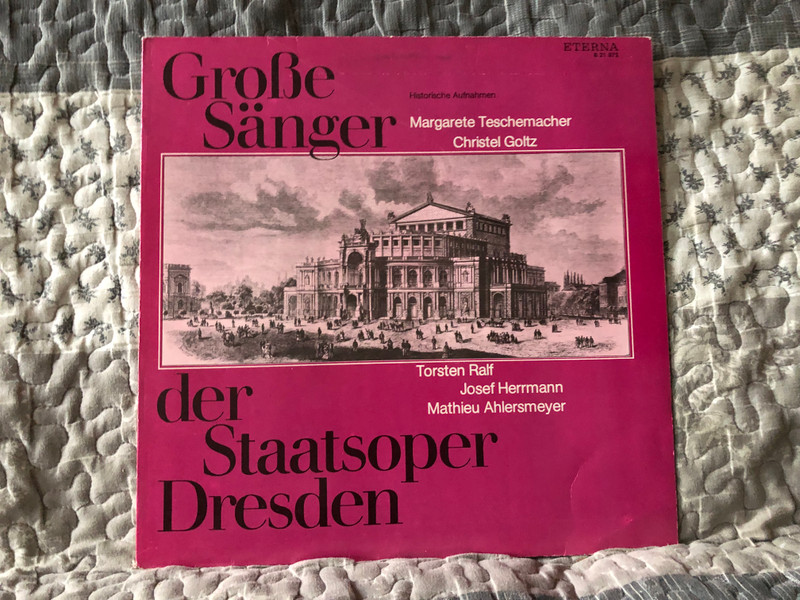 Große
Sänger
Historische Aufnahmen
Margarete Teschemacher
Christel Goltz
ETERNA
Torsten Ralf
Josef Herrmann
Mathieu Ahlersmeyer
der
Staatsoper
Dresden